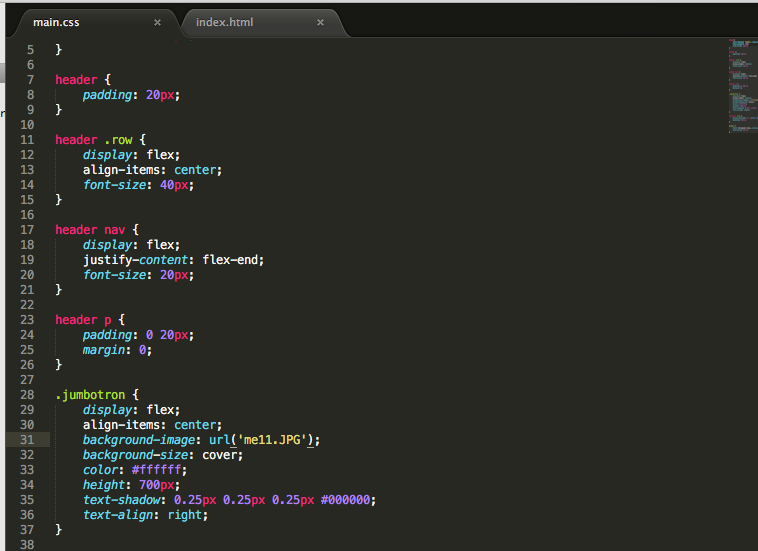 main.css × index.html ×
5 }
6
7 header {
8 padding: 20px;
9 }
10
11 header .row {
12 display: flex;
13 align-items: center;
14 font-size: 40px;
15 }
16
17 header nav {
18 display: flex;
19 justify-content: flex-end;
20 font-size: 20px;
21 }
22
23 header p {
24 padding: 0 20px;
25 margin: 0;
26 }
27
28 .jumbotron {
29 display: flex;
30 align-items: center;
31 background-image: url('me11.JPG');
32 background-size: cover;
33 color: #ffffff;
34 height: 700px;
35 text-shadow: 0.25px 0.25px 0.25px #000000;
36 text-align: right;
37 }
38